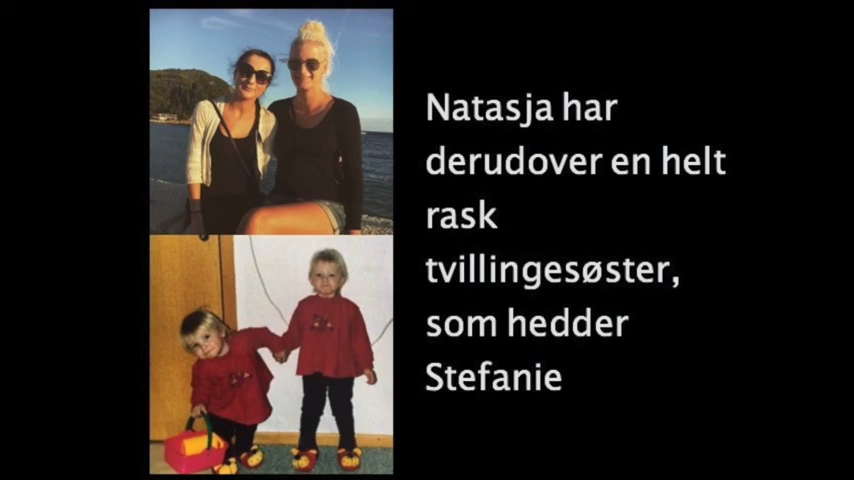 Natasja har
derudover en helt
rask
tvillingesøster,
som hedder
Stefanie